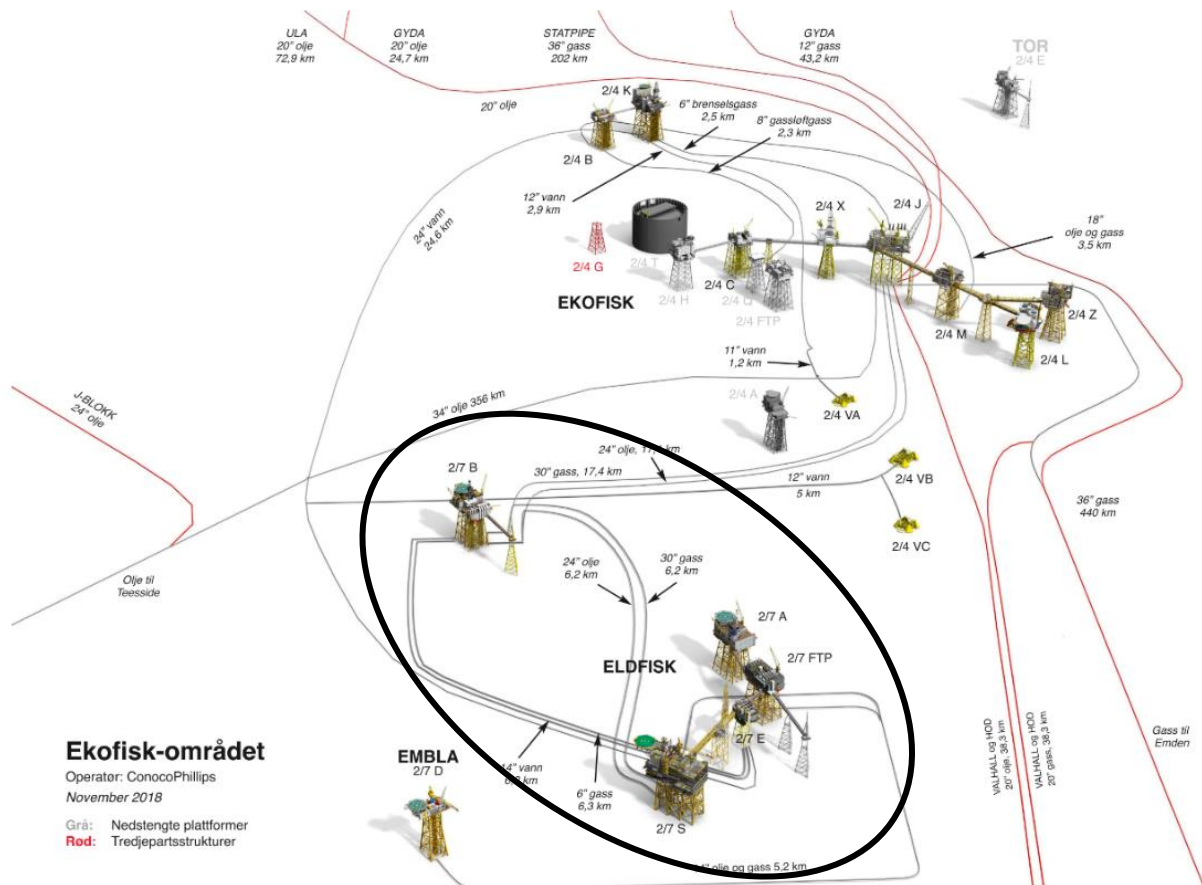 ULA
20" olje
72,9 km
GYDA
20" olje
24,7 km
STATPIPE
36" gass
202 km
GYDA
12" gass
43,2 km
TOR
2/4 E
20" olje
2/4 K
6" brenselsgass
2,5 km
8" gassløftgass
2,3 km
2/4 B
12" vann
2,9 km
24" vann
24,6 km
2/4 X
2/4 J
18"
olje og gass
3,5 km
2/4 G
2/4 T
2/4 H
2/4 C
2/4 Q
2/4 FTP
EKOFISK
2/4 M
2/4 Z
2/4 L
11" vann
1,2 km
2/4 VA
2/4 A
J-BLOKK
24" olje
34" olje 356 km
24" olje, 17,
30" gass, 17,4 km
2/7 B
12" vann
5 km
2/4 VB
2/4 VC
36" gass
440 km
Olje til
Teesside
24" olje
6,2 km
30" gass
6,2 km
2/7 A
2/7 FTP
ELDFISK
2/7 E
VALHALL og HOD
20" olje, 38,3 km
VALHALL og HOD
20" gass, 38,3 km
Gass til
Emden
Ekofisk-området
Operatør: ConocoPhillips
November 2018
Grå: Nedstengte plattformer
Rød: Tredjepartsstrukturer
EMBLA
2/7 D
14" vann
km
6" gass
6,3 km
2/7 S
olje og gass 5,2 km